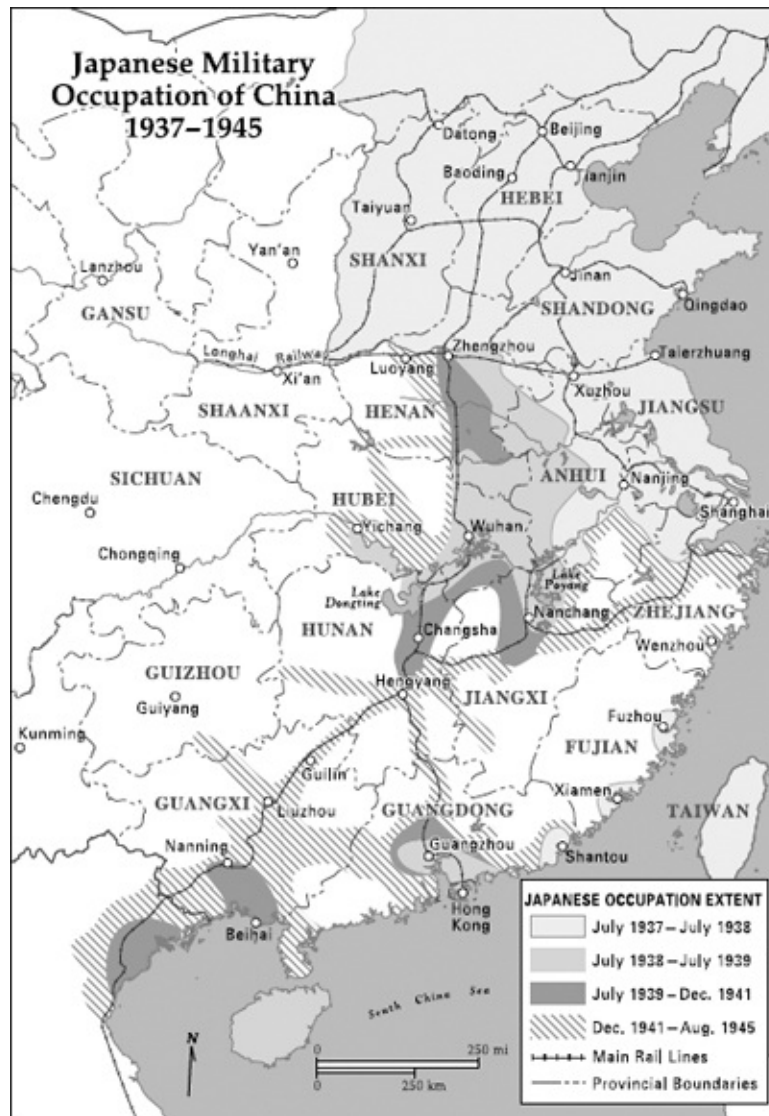 Japanese Military
Occupation of China
1937–1945
Datong
Beijing
Baoding
Tianjin
HEBEI
Taiyuan
Yan'an
SHANXI
Lanzhou
Jinan
GANSU
SHANDONG
Qingdao
Longhai Railway
Zhengzhou
Taierzhuang
Luoyang
Xi'an
Xuzhou
SHAANXI
HENAN
JIANGSU
SICHUAN
ANHUI
Nanjing
HUBEI
Shanghai
Chengdu
Yichang
Wuhan
Chongqing
Lake
Dongting
Lake
Poyang
Nanchang
ZHEJIANG
HUNAN
Changsha
Wenzhou
GUIZHOU
Hengyang
JIANGXI
Guiyang
Fuzhou
Kunming
FUJIAN
Guilin
Xiamen
GUANGXI
Liuzhou
GUANGDONG
TAIWAN
Nanning
Guangzhou
Shantou
Hong
Kong
Beihai
JAPANESE OCCUPATION EXTENT
July 1937–July 1938
July 1938–July 1939
July 1939–Dec. 1941
Dec. 1941–Aug. 1945
Main Rail Lines
Provincial Boundaries
South China Sea
N
0 250 mi
0 250 km